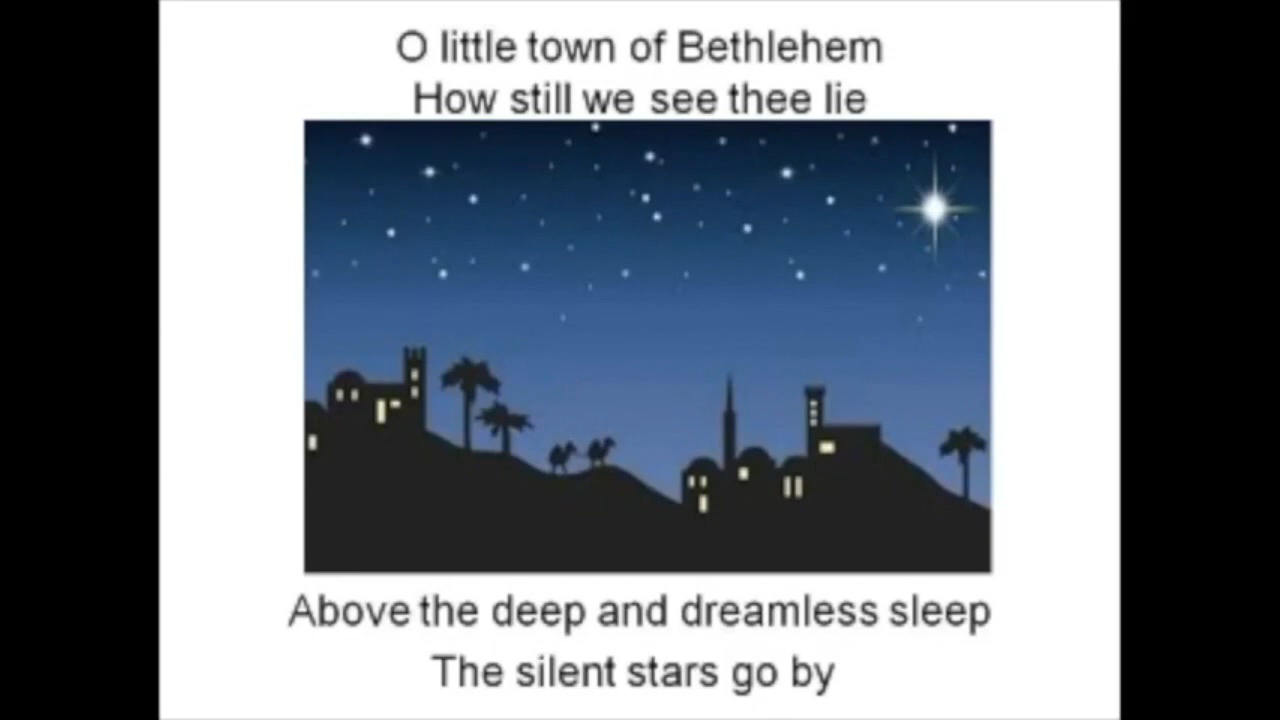 O little town of Bethlehem
How still we see thee lie
Above the deep and dreamless sleep
The silent stars go by